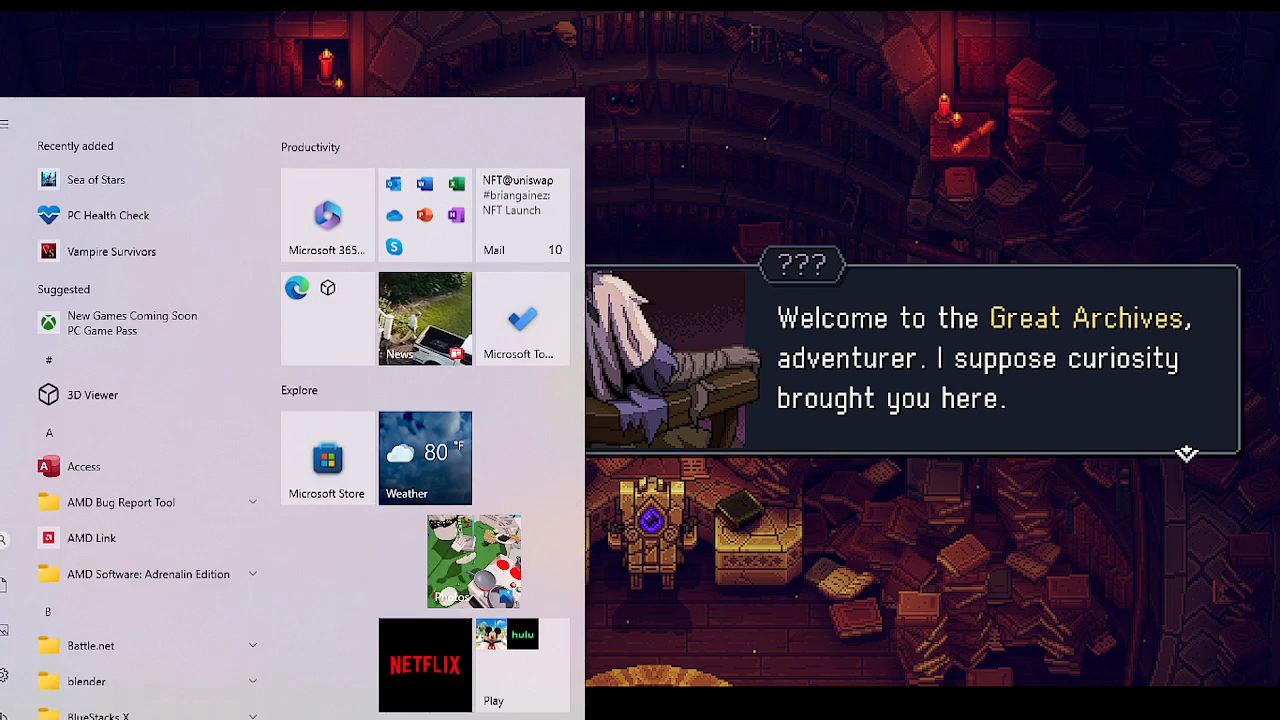 Recently added
Sea of Stars
PC Health Check
Vampire Survivors
Suggested
New Games Coming Soon
PC Game Pass
#
3D Viewer
A
Access
AMD Bug Report Tool
AMD Link
AMD Software: Adrenalin Edition
B
Battle.net
blender
BlueStacks X
Productivity
Microsoft 365...
NFT@uniswap
#briangainez:
NFT Launch
Mail 10
News
Microsoft To...
Explore
Microsoft Store
80 °F
Weather
Photos
NETFLIX
hulu
Play
???
Welcome to the Great Archives,
adventurer. I suppose curiosity
brought you here.